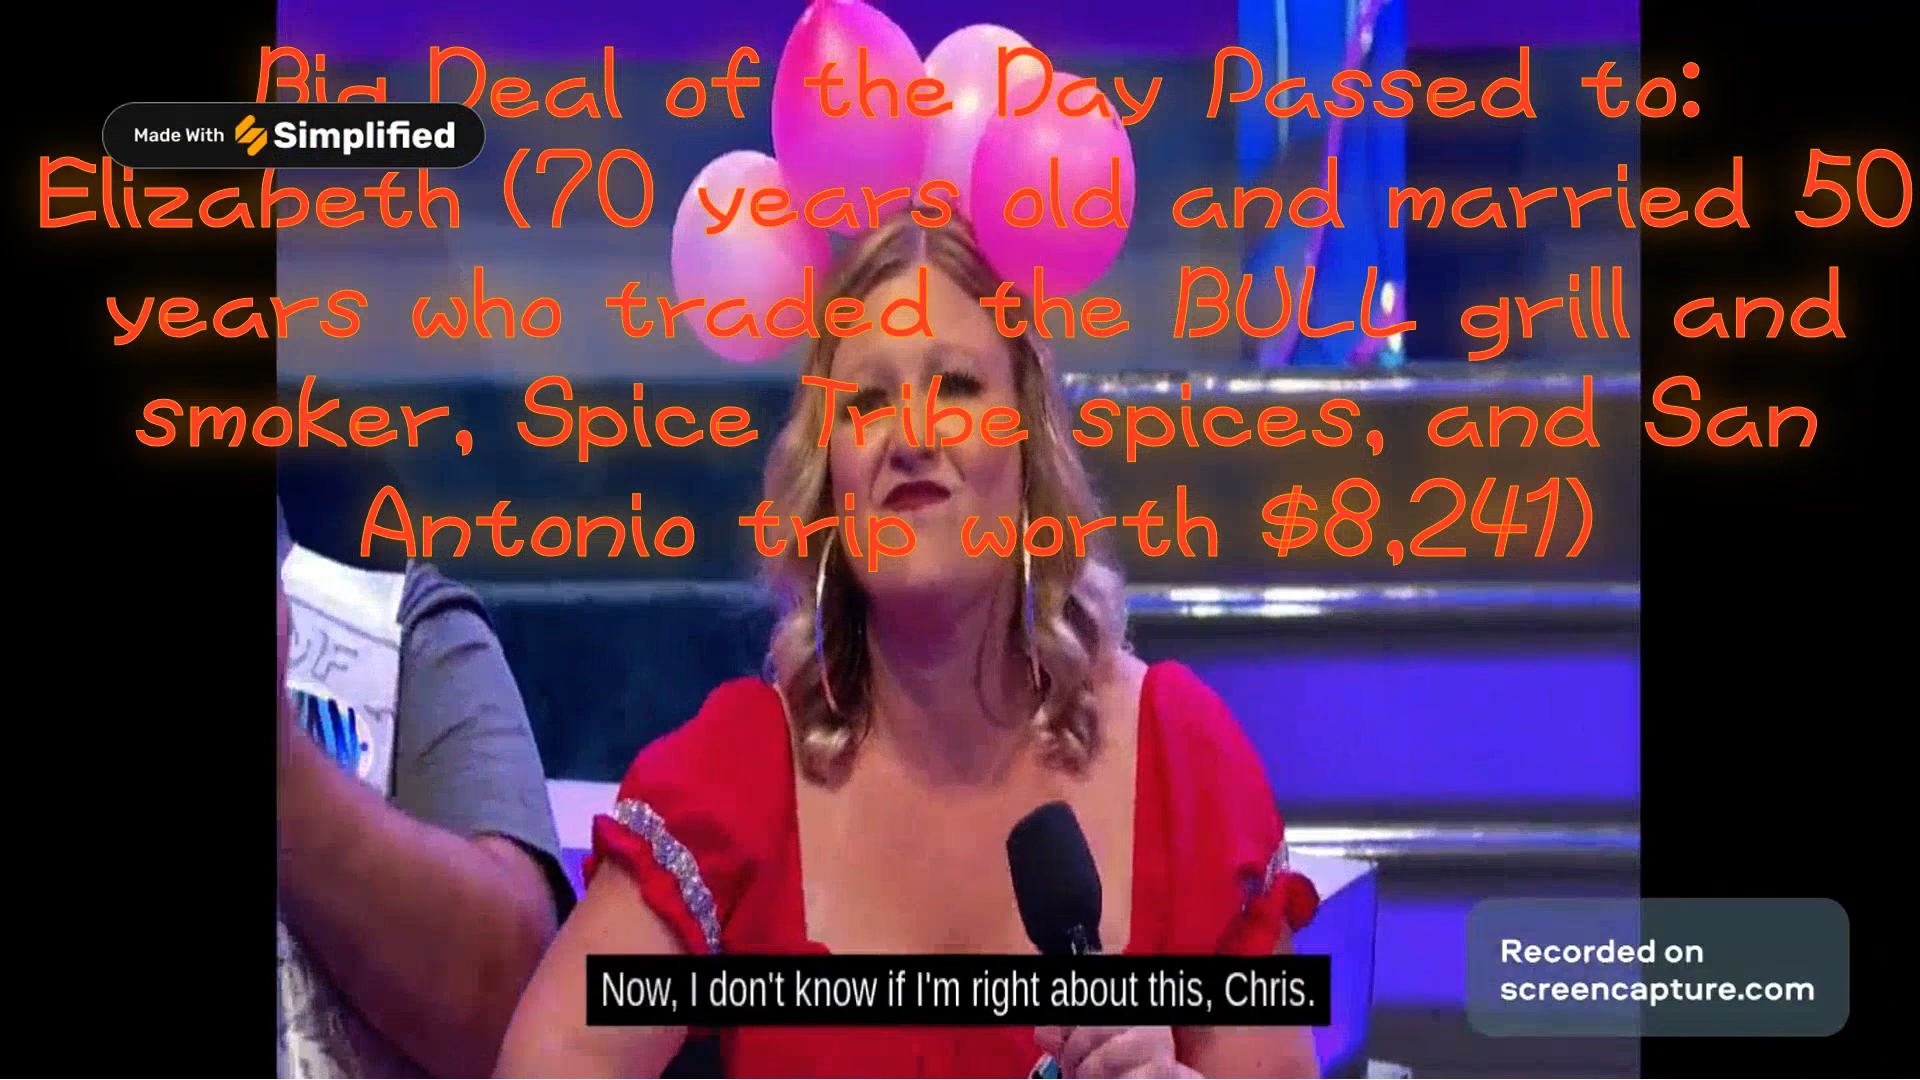 Big Deal of the Day Passed to:
Made With Simplified
Elizabeth (70 years old and married 50
years who traded the BULL grill and
smoker, Spice Tribe spices, and San
Antonio trip worth $8,241)
Now, I don't know if I'm right about this, Chris.
Recorded on
screencapture.com